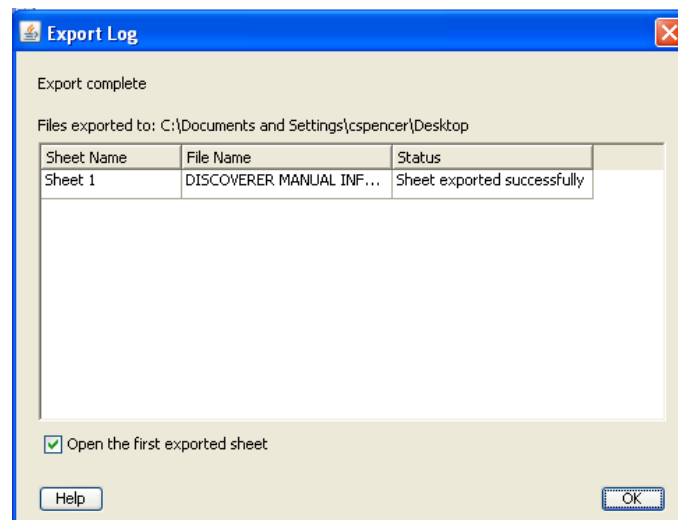 Export Log
Export complete
Files exported to: C:\Documents and Settings\cspencer\Desktop
Sheet Name File Name Status
Sheet 1 DISCOVERER MANUAL INF... Sheet exported successfully
Open the first exported sheet
Help OK